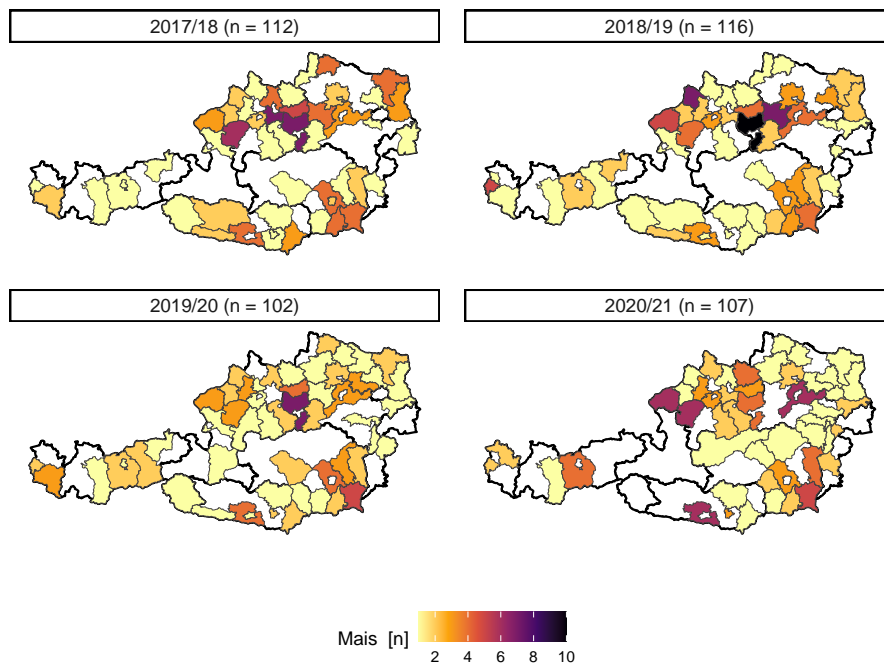 2017/18 (n = 112)
2018/19 (n = 116)
2019/20 (n = 102)
2020/21 (n = 107)
Mais [n]
2 4 6 8 10